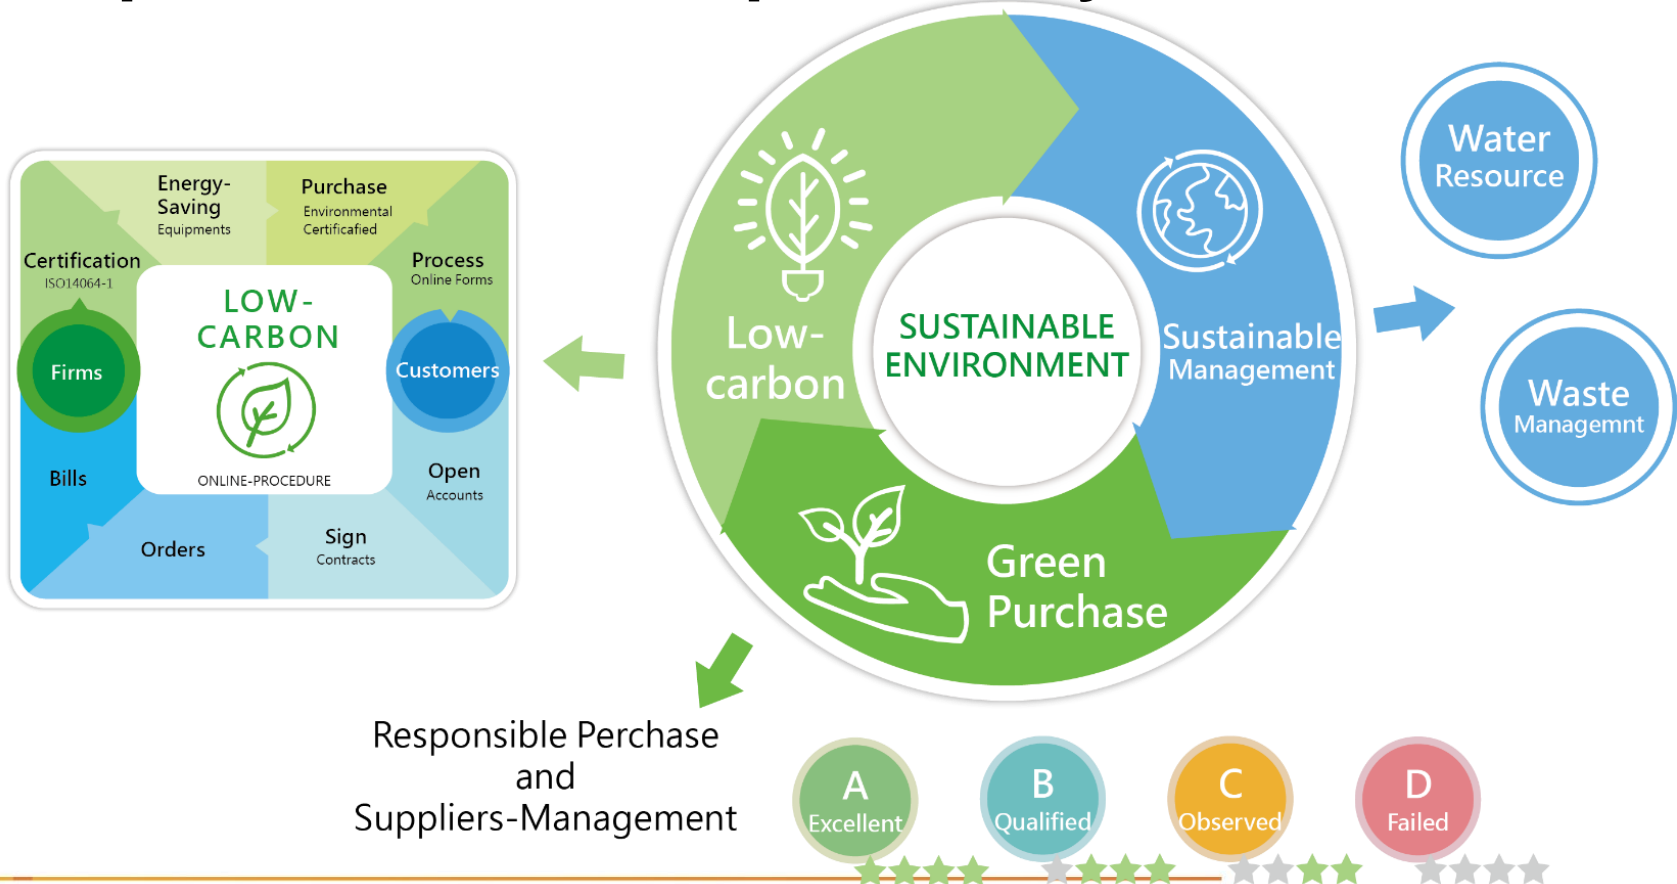 Energy-
Saving
Equipments
Purchase
Environmental
Certificafied
Certification
ISO14064-1
Process
Online Forms
LOW-
CARBON
Firms
Customers
ONLINE-PROCEDURE
Bills
Open
Accounts
Orders
Sign
Contracts
Low-
carbon
SUSTAINABLE
ENVIRONMENT
Sustainable
Management
Green
Purchase
Water
Resource
Waste
Managemnt
Responsible Perchase
and
Suppliers-Management
A
Excellent
B
Qualified
C
Observed
D
Failed